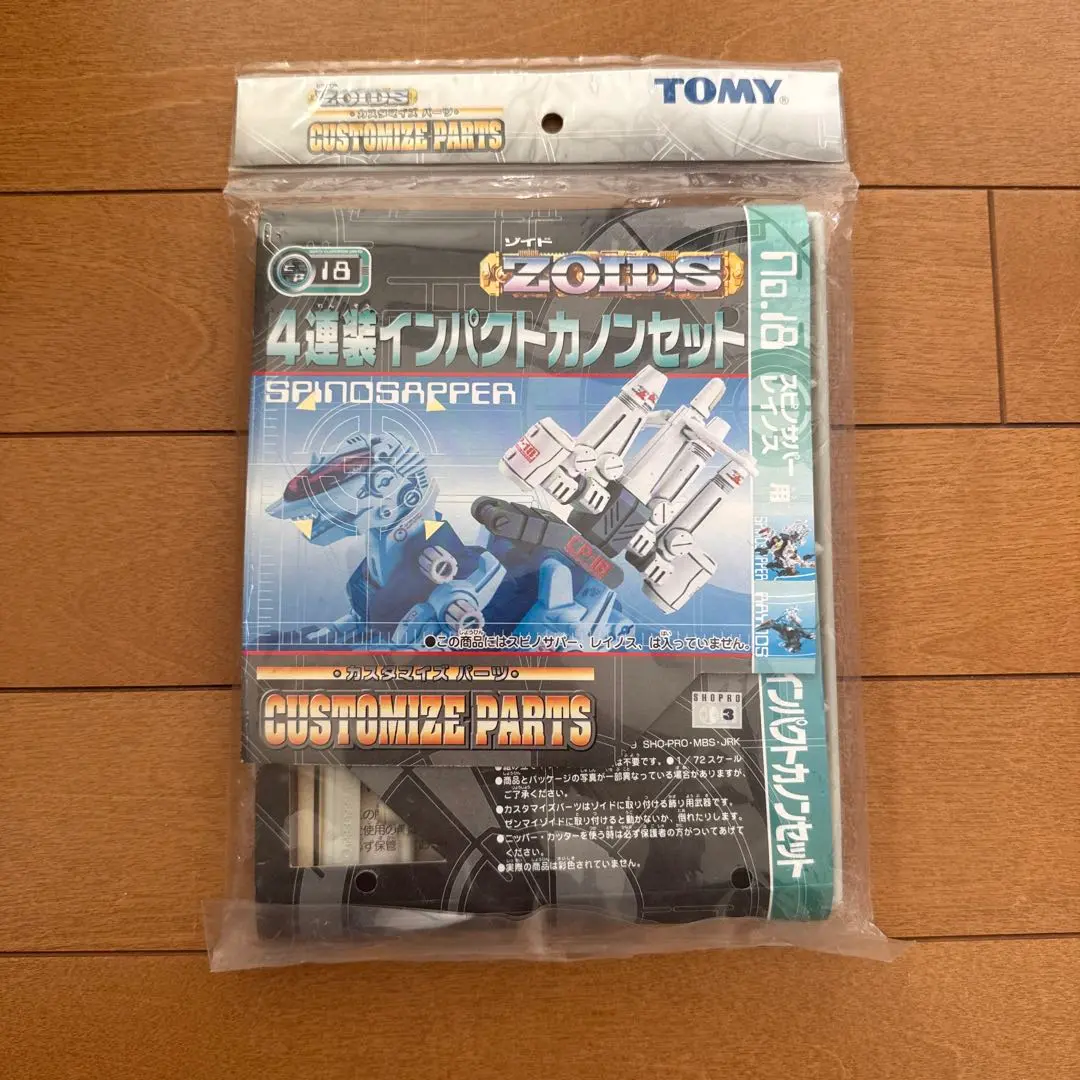 ZOIDS
・カスタマイズ パーツ・
CUSTOMIZE PARTS
TOMY®
CP 18
ゾイド
ZOIDS
4連装インパクトカノンセット
SPINOSAPPER
CP-18
●この商品にはスピノサパー、レイノス、は入っていません。
・カスタマイズ パーツ・
CUSTOMIZE PARTS
SHOPRO
3
SHO-PRO・MBS・JRK
は不要です。●1/72スケール
●商品とパッケージの写真が一部異なっている場合がありますが、
ご了承ください。
●カスタマイズパーツはゾイドに取り付ける飾り用武器です。
ゼンマイゾイドに取り付けると動かないか、倒れたりします。
●ニッパー・カッターを使う時は必ず保護者の方がついてあげて
ください。
●実際の商品は彩色されていません。
no.18
スピノサパー
レイノス
用
SPINOSAPPER
RAYNOS
インパクトカノンセット